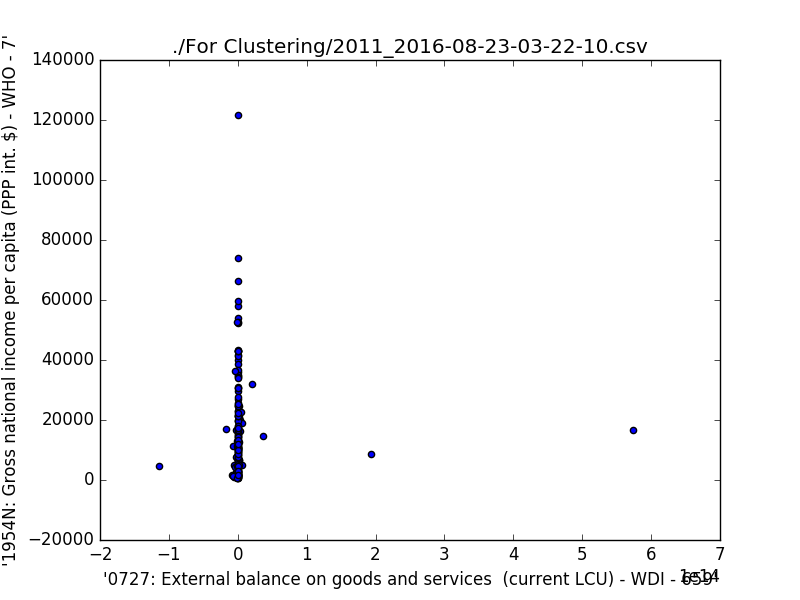 ./For Clustering/2011_2016-08-23-03-22-10.csv
'1954N: Gross national income per capita (PPP int. $) - WHO - 7'
140000
120000
100000
80000
60000
40000
20000
0
−20000
−2 −1 0 1 2 3 4 5 6 7
1e14
'0727: External balance on goods and services (current LCU) - WDI - 659'